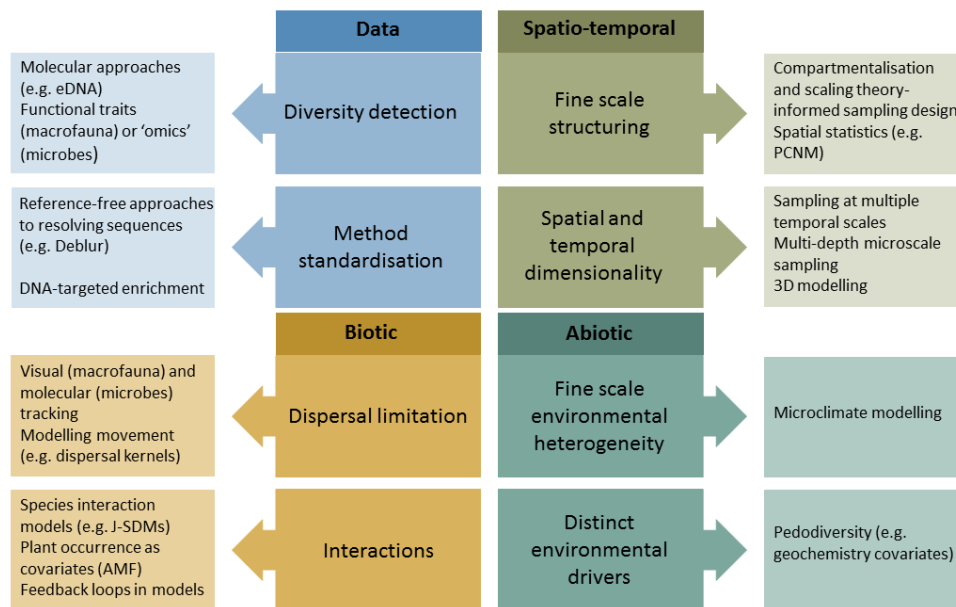 Data
Spatio-temporal
Molecular approaches
(e.g. eDNA)
Functional traits
(macrofauna) or ‘omics’
(microbes)
Diversity detection
Fine scale
structuring
Compartmentalisation
and scaling theory-
informed sampling design
Spatial statistics (e.g.
PCNM)
Reference-free approaches
to resolving sequences
(e.g. Deblur)
DNA-targeted enrichment
Method
standardisation
Spatial and
temporal
dimensionality
Sampling at multiple
temporal scales
Multi-depth microscale
sampling
3D modelling
Biotic
Abiotic
Visual (macrofauna) and
molecular (microbes)
tracking
Modelling movement
(e.g. dispersal kernels)
Dispersal limitation
Fine scale
environmental
heterogeneity
Microclimate modelling
Species interaction
models (e.g. J-SDMs)
Plant occurrence as
covariates (AMF)
Feedback loops in models
Interactions
Distinct
environmental
drivers
Pedodiversity (e.g.
geochemistry covariates)